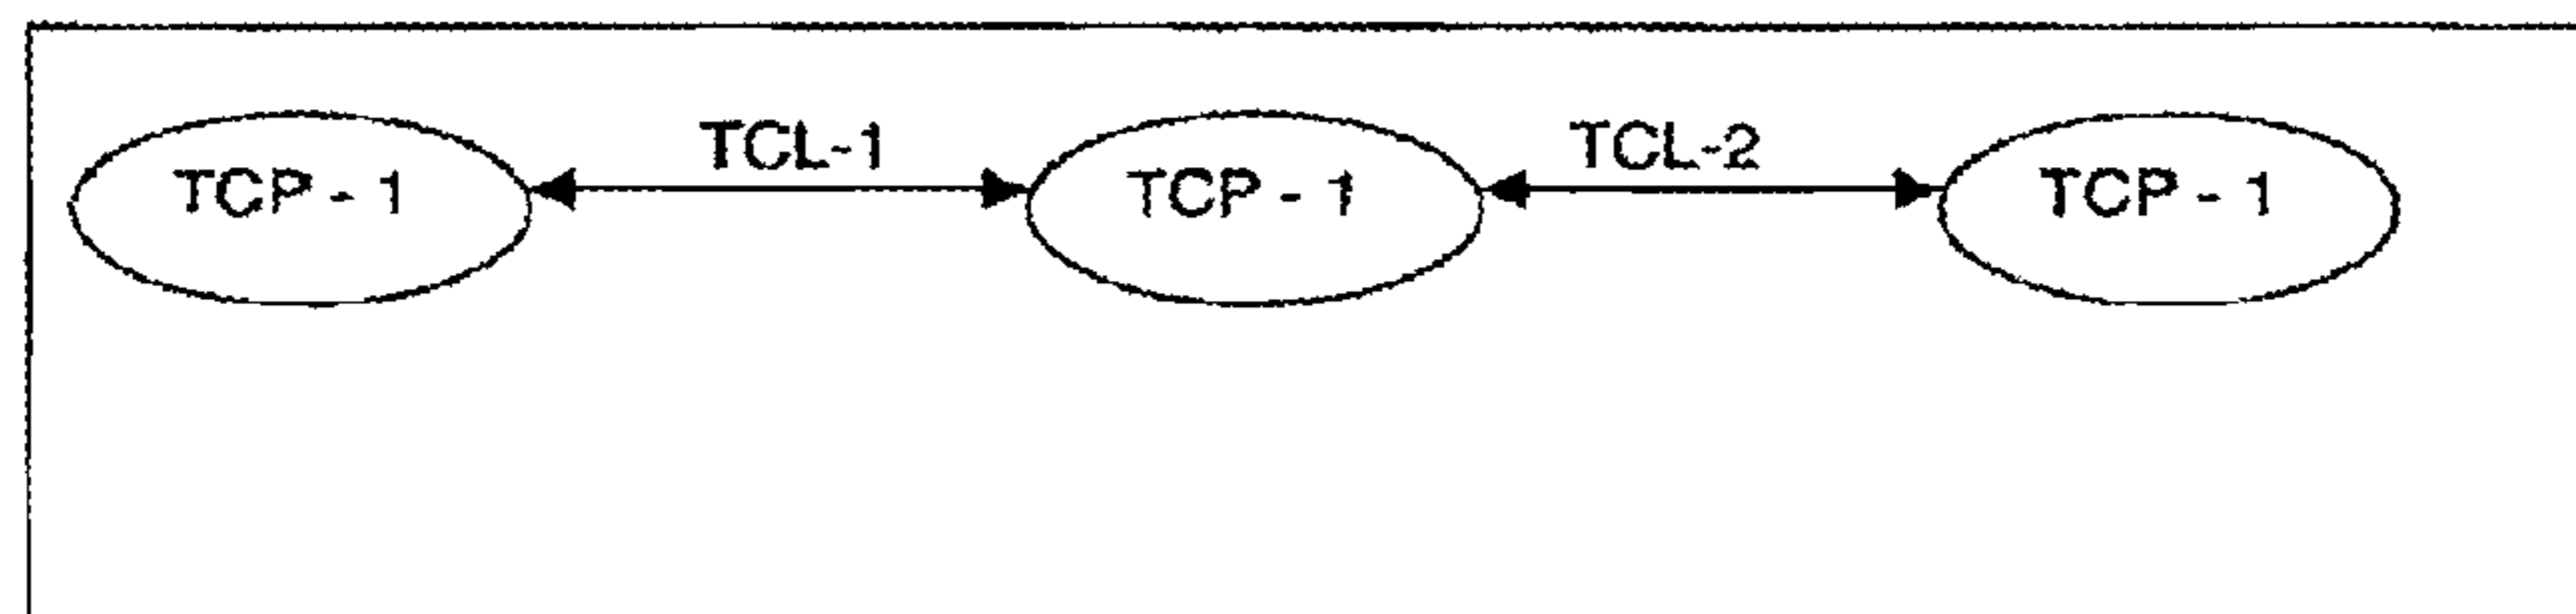 TCL-1 TCL-2
TCP - 1 TCP - 1 TCP - 1